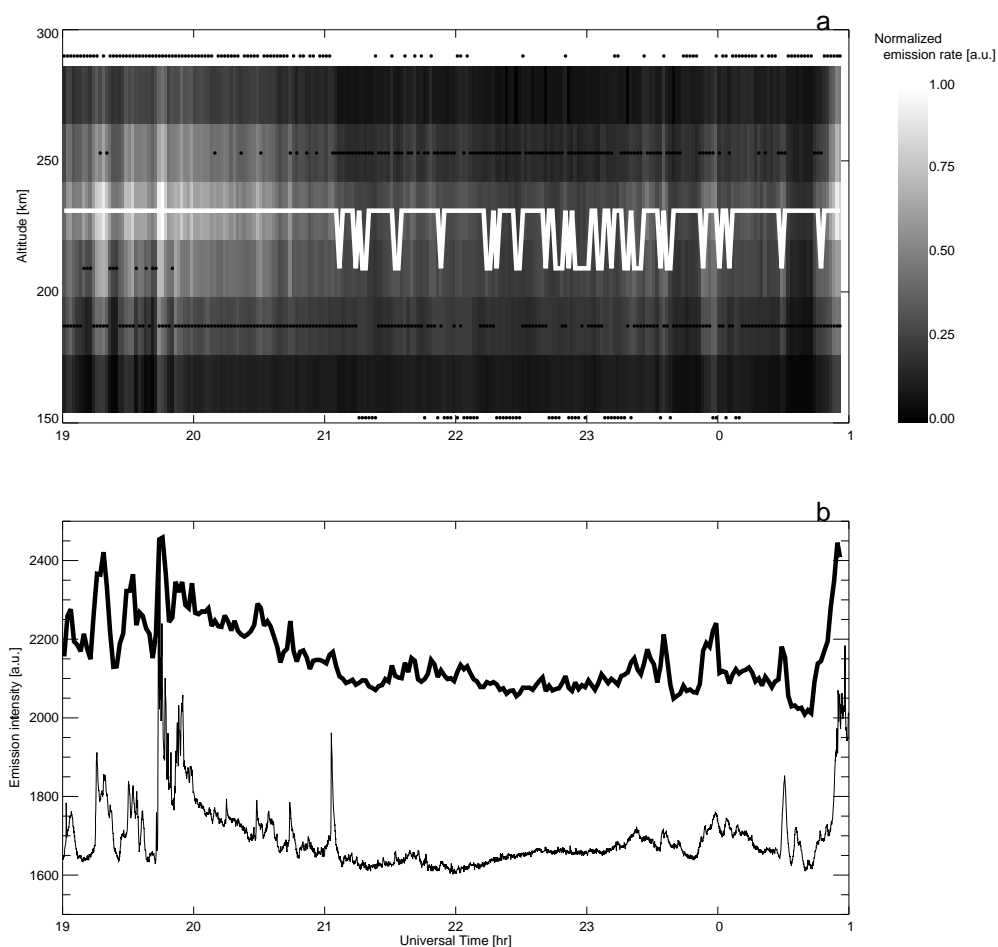 a
Normalized
emission rate [a.u.]
300
250
200
150
Altitude [km]
1.00
0.75
0.50
0.25
0.00
19 20 21 22 23 0 1
b
2400
2200
2000
1800
1600
Emission intensity [a.u.]
19 20 21 22 23 0 1
Universal Time [hr]